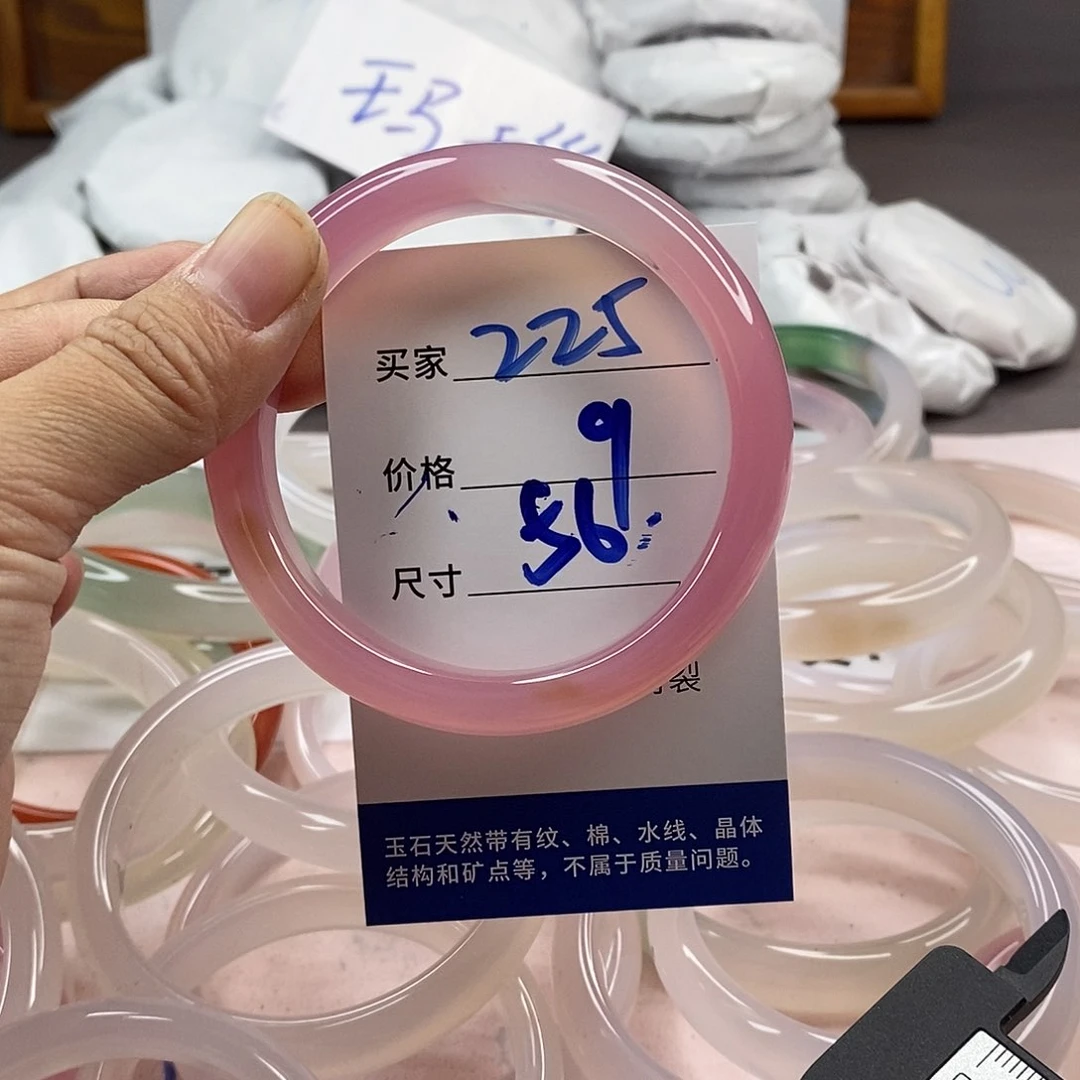 买家 225
价格 9
尺寸 56
裂
玉石天然带有纹、棉、水线、晶体
结构和矿点等，不属于质量问题。